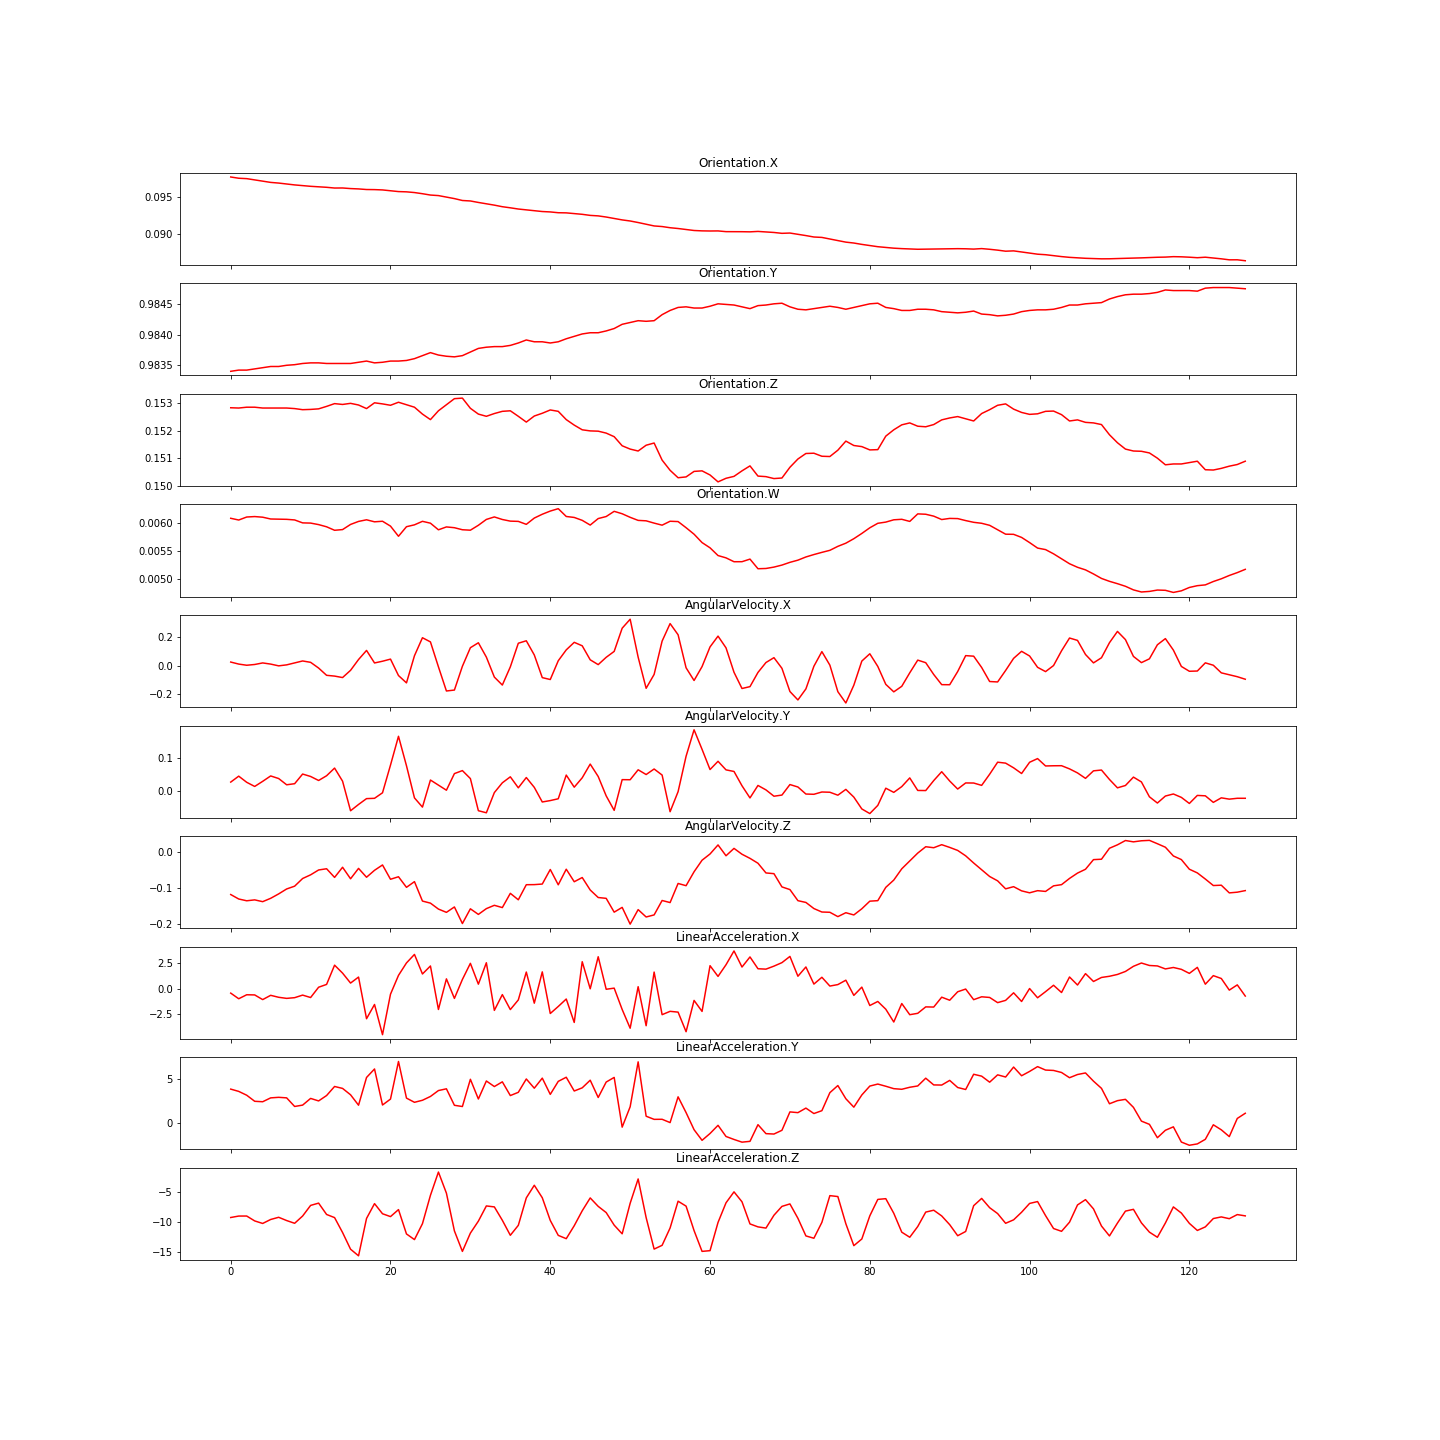 Orientation.X
0.095
0.090
Orientation.Y
0.9845
0.9840
0.9835
Orientation.Z
0.153
0.152
0.151
0.150
Orientation.W
0.0060
0.0055
0.0050
AngularVelocity.X
0.2
0.0
−0.2
AngularVelocity.Y
0.1
0.0
AngularVelocity.Z
0.0
−0.1
−0.2
LinearAcceleration.X
2.5
0.0
−2.5
LinearAcceleration.Y
5
0
LinearAcceleration.Z
−5
−10
−15
0 20 40 60 80 100 120